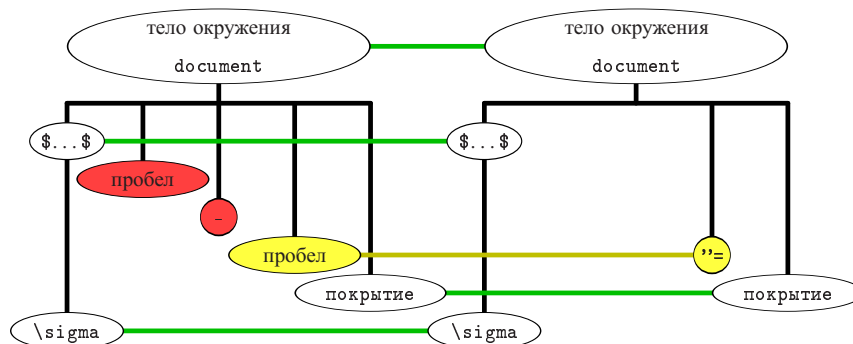 тело окружения
document
тело окружения
document
$...$
$...$
пробел
-
пробел
"=
покрытие
покрытие
\sigma
\sigma